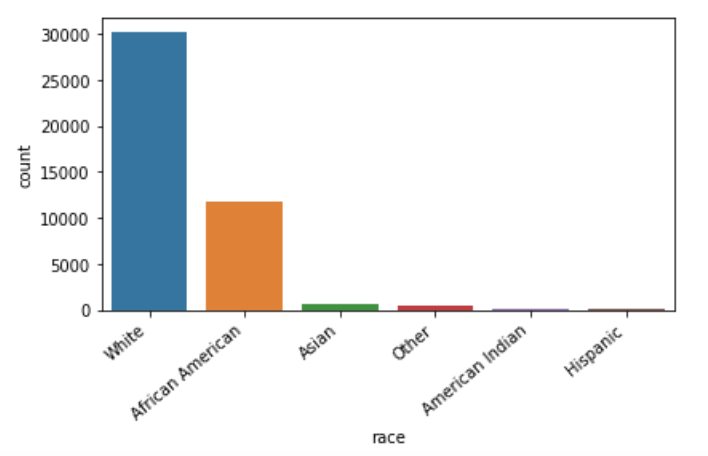 30000
25000
20000
15000
10000
5000
0
count
White
African American
Asian
Other
American Indian
Hispanic
race